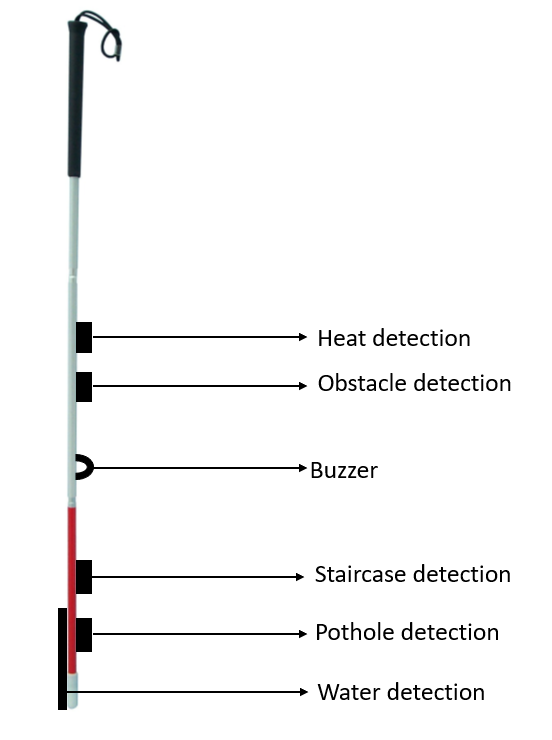 Heat detection
Obstacle detection
Buzzer
Staircase detection
Pothole detection
Water detection